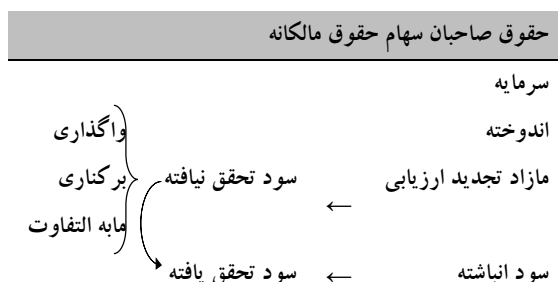 حقوق صاحبان سهام حقوق مالکانه
سرمایه
اندوخته
واگذاری
مازاد تجدید ارزیابی ← سود تحقق نیافته
برکناری
مابه التفاوت
سود انباشته ← سود تحقق یافته